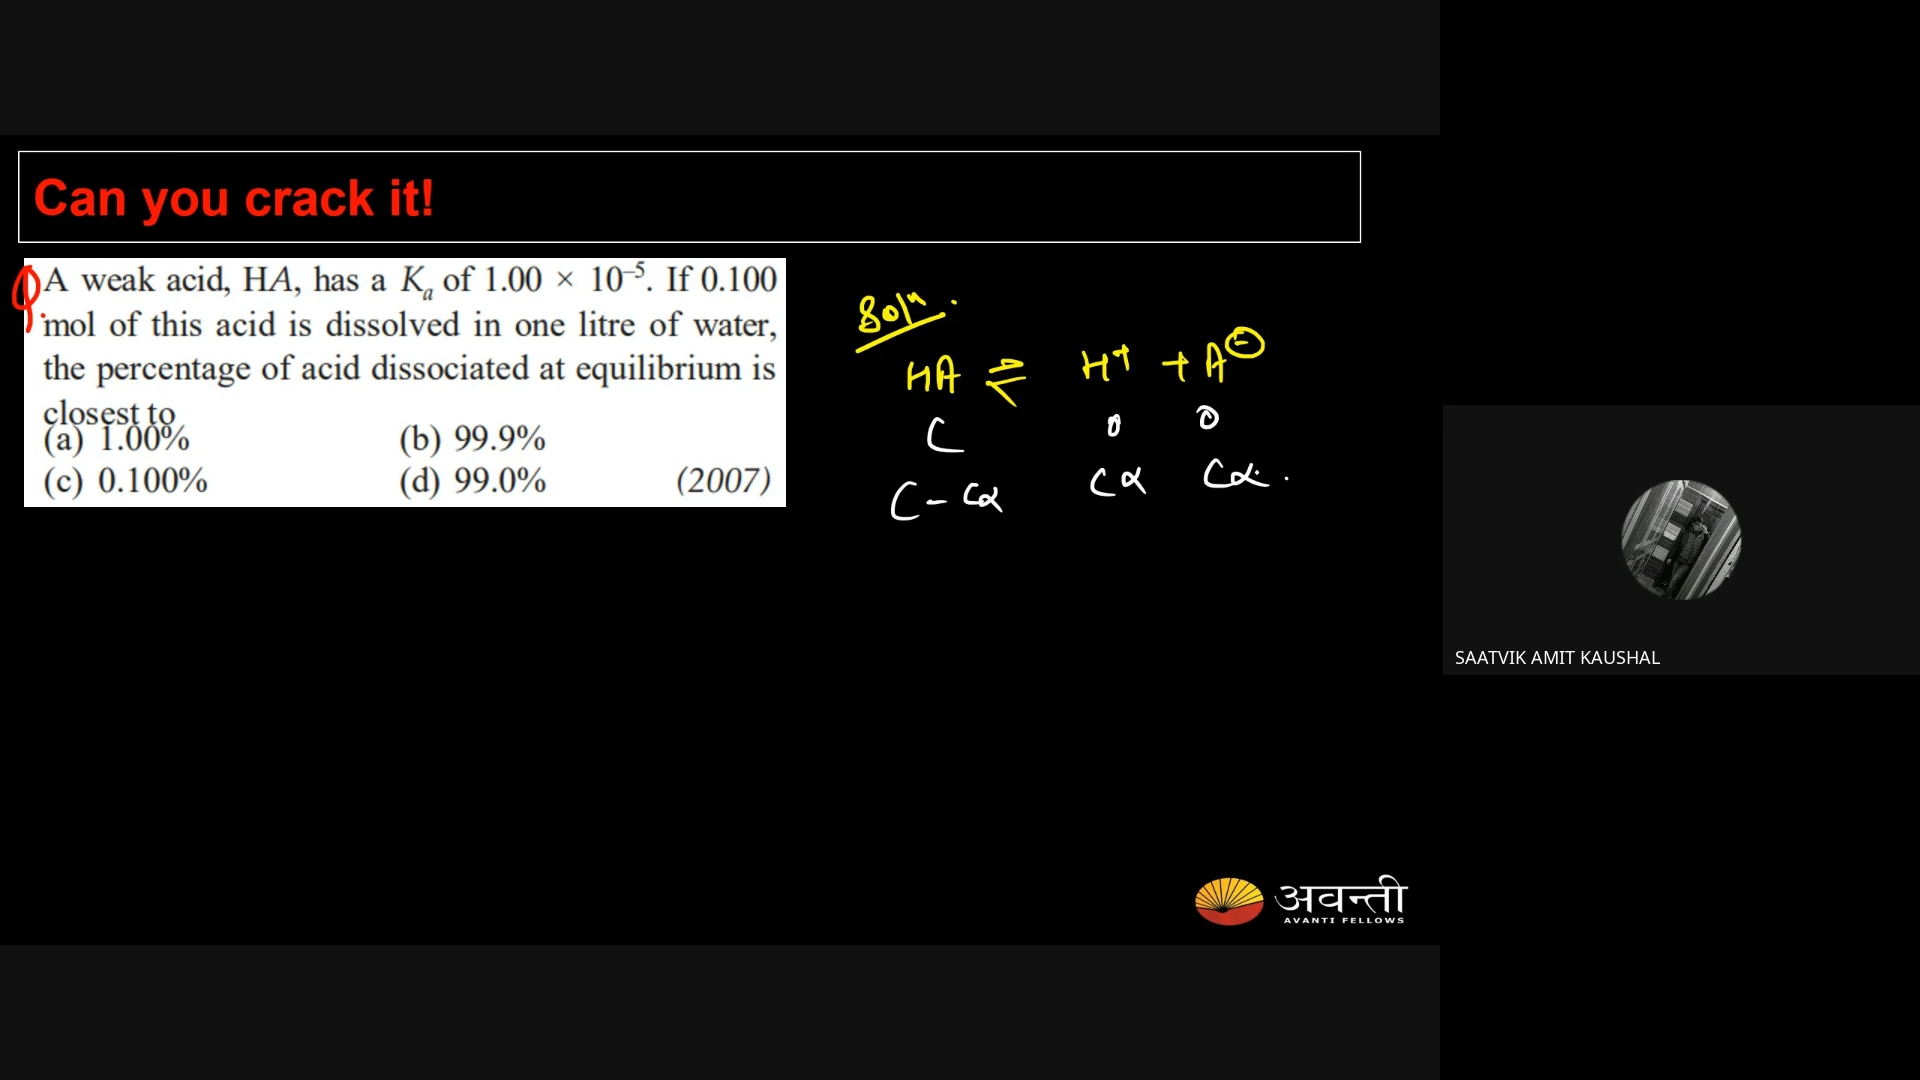 Can you crack it!
Q.
A weak acid, HA, has a Kₐ of 1.00 × 10⁻⁵. If 0.100
mol of this acid is dissolved in one litre of water,
the percentage of acid dissociated at equilibrium is
closest to
(a) 1.00% (b) 99.9%
(c) 0.100% (d) 99.0% (2007)
Solⁿ.
HA ⇌ H⁺ + A⊖
C 0 0
C - Cα Cα Cα.
SAATVIK AMIT KAUSHAL
अवन्ती
AVANTI FELLOWS